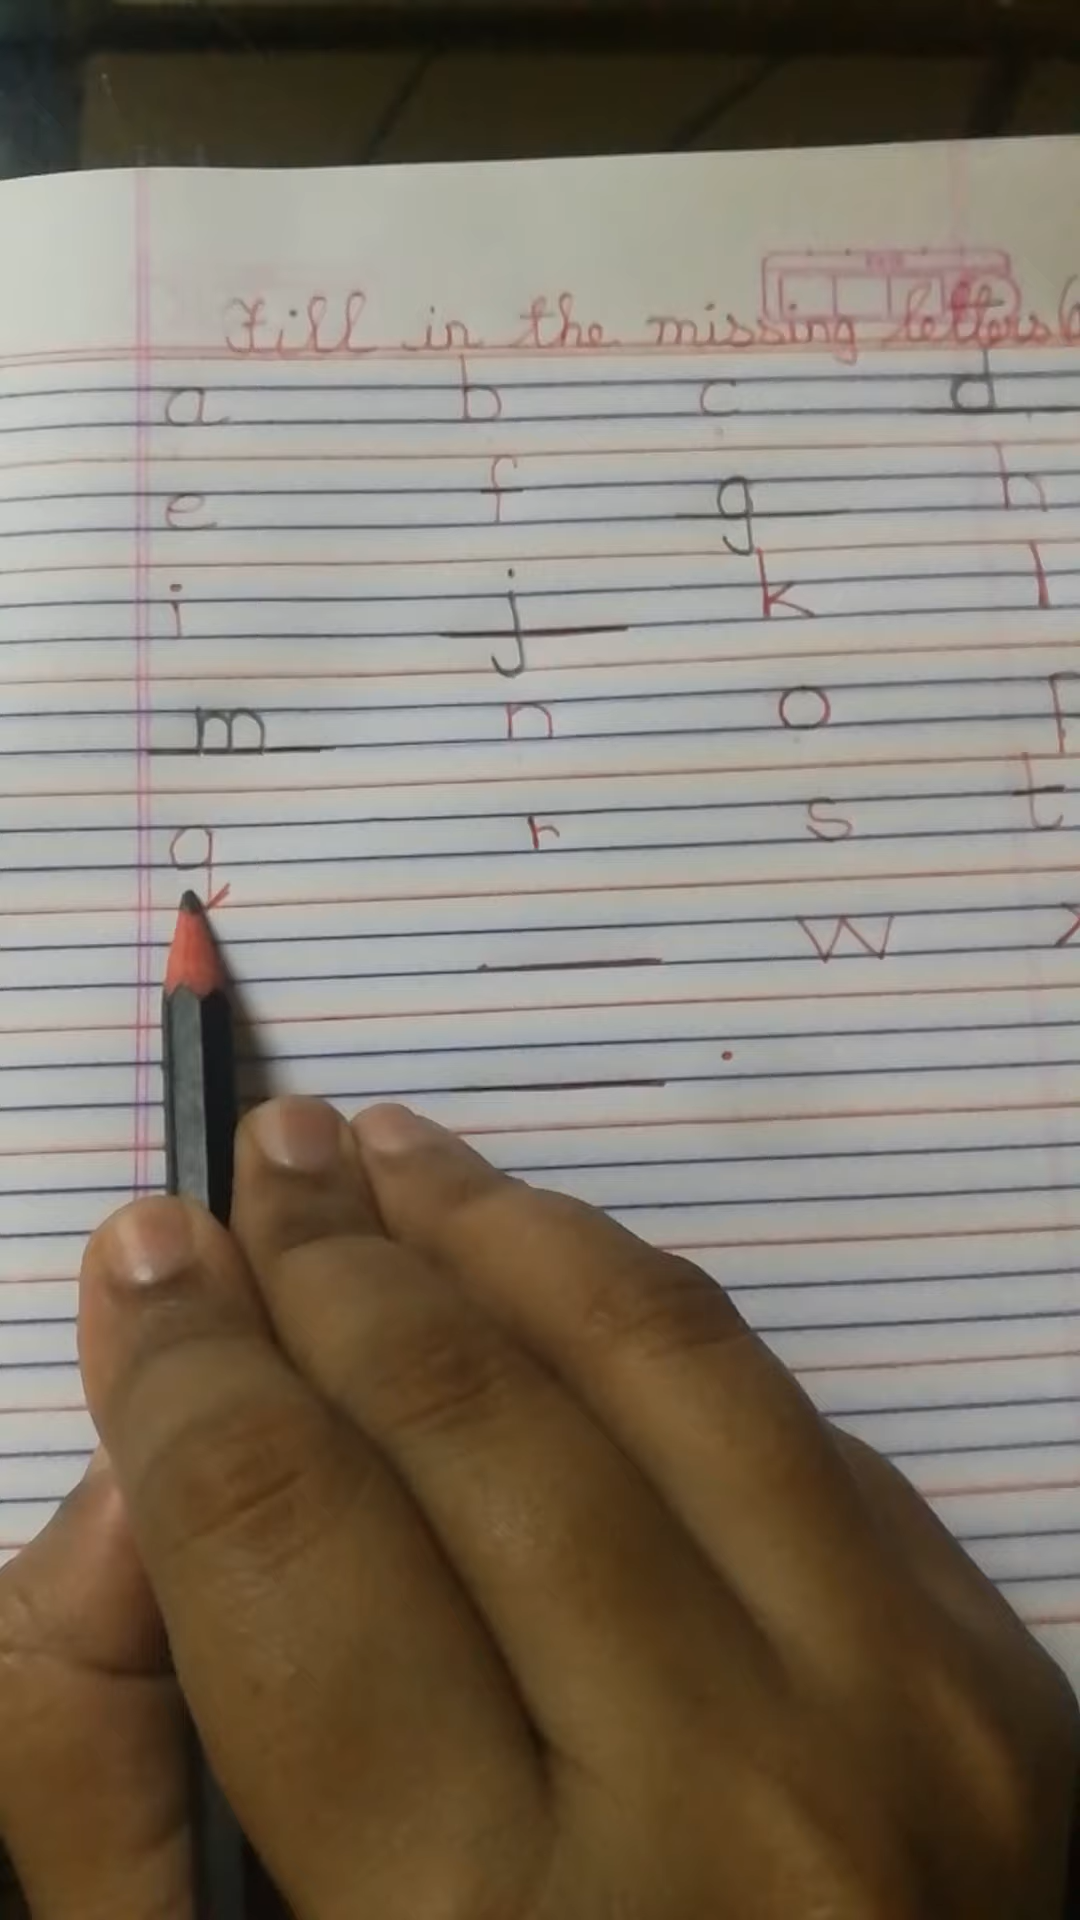 Fill in the missing letters (
a b c d
e f g h
i j k l
m n o p
q r s t
w x